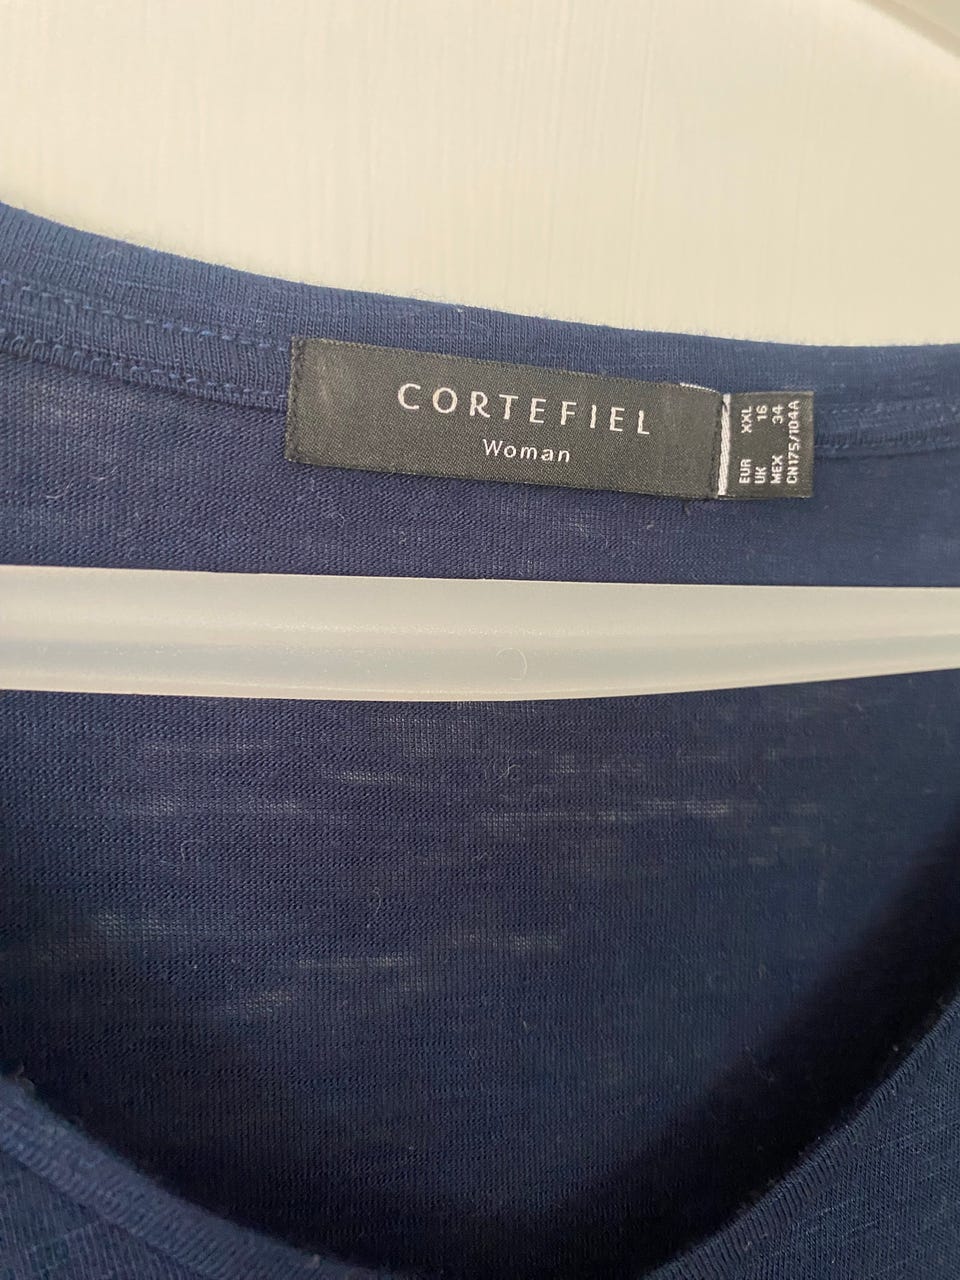 CORTEFIEL
Woman
EUR XXL
UK 16
MEX 34
CN175/104A